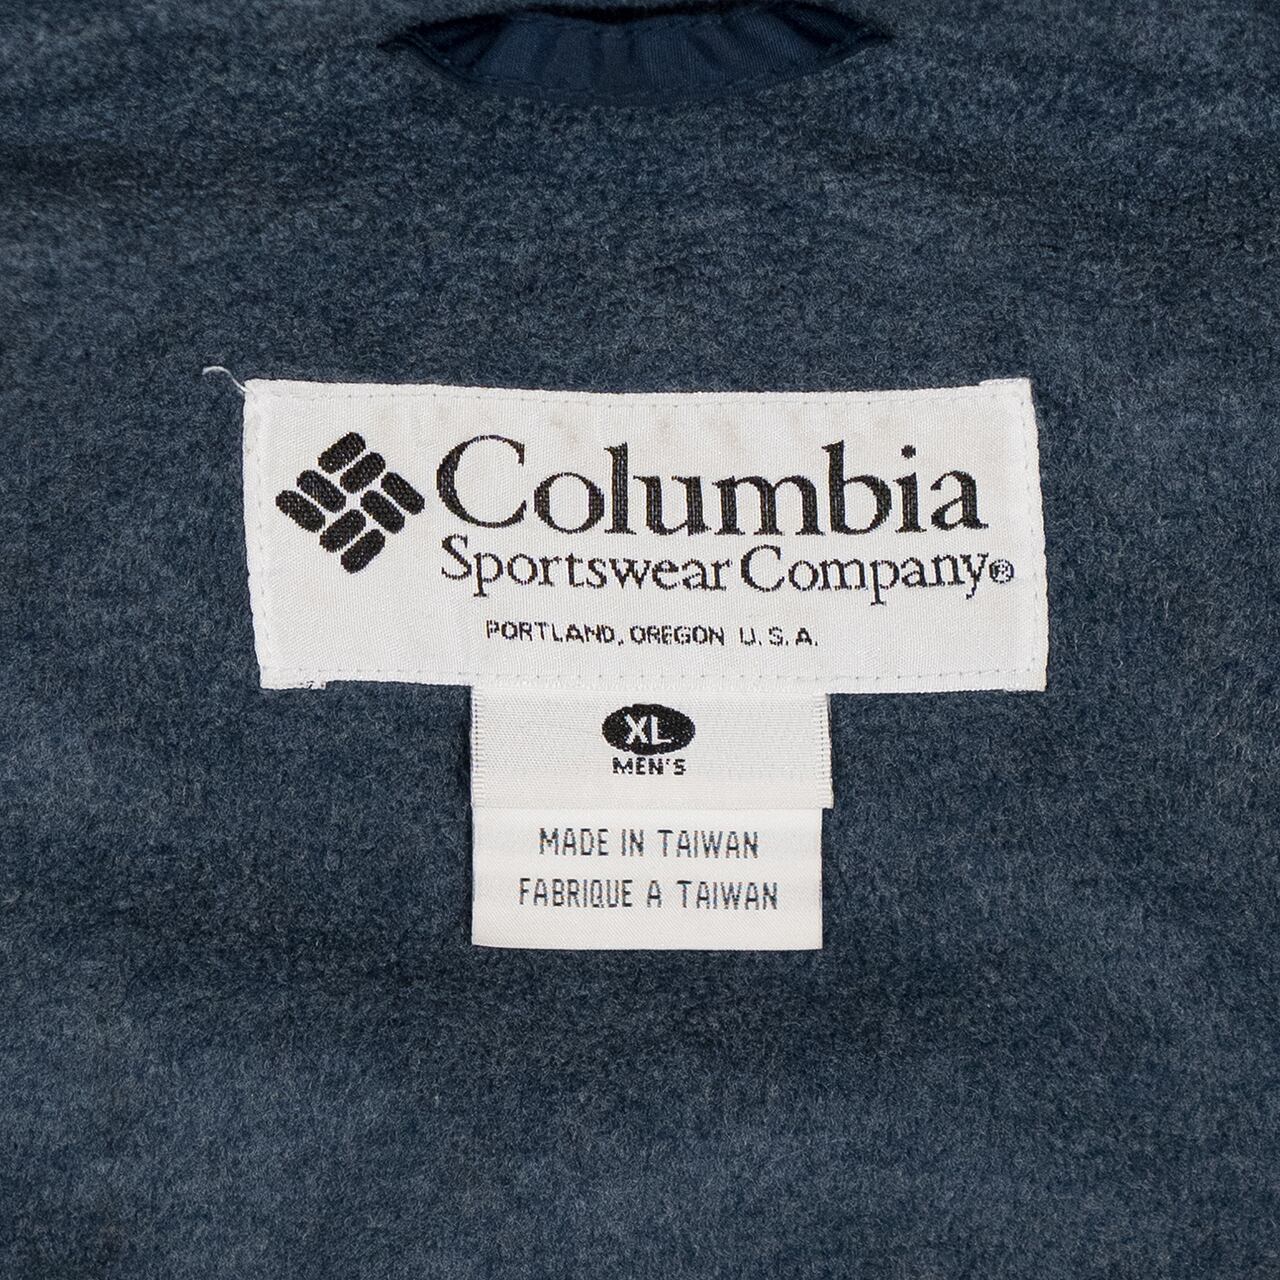 Columbia
Sportswear Company®
PORTLAND, OREGON U.S.A.
XL
MEN'S
MADE IN TAIWAN
FABRIQUE A TAIWAN